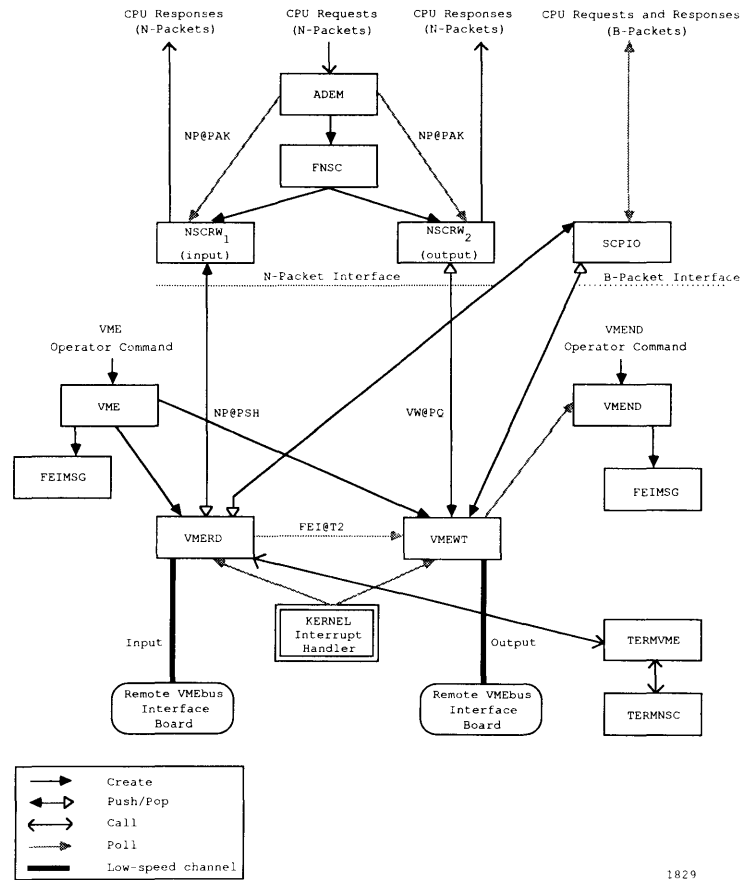 CPU Responses
(N-Packets)
CPU Requests
(N-Packets)
CPU Responses
(N-Packets)
CPU Requests and Responses
(B-Packets)
ADEM
NP@PAK
NP@PAK
FNSC
NSCRW1
(input)
NSCRW2
(output)
SCPIO
N-Packet Interface
B-Packet Interface
VME
Operator Command
VMEND
Operator Command
VME
NP@PSH
VW@PQ
VMEND
FEIMSG
FEIMSG
VMERD
FEI@T2
VMEWT
KERNEL
Interrupt
Handler
Input
Output
TERMVME
Remote VMEbus
Interface
Board
Remote VMEbus
Interface
Board
TERMNSC
Create
Push/Pop
Call
Poll
Low-speed channel
1829